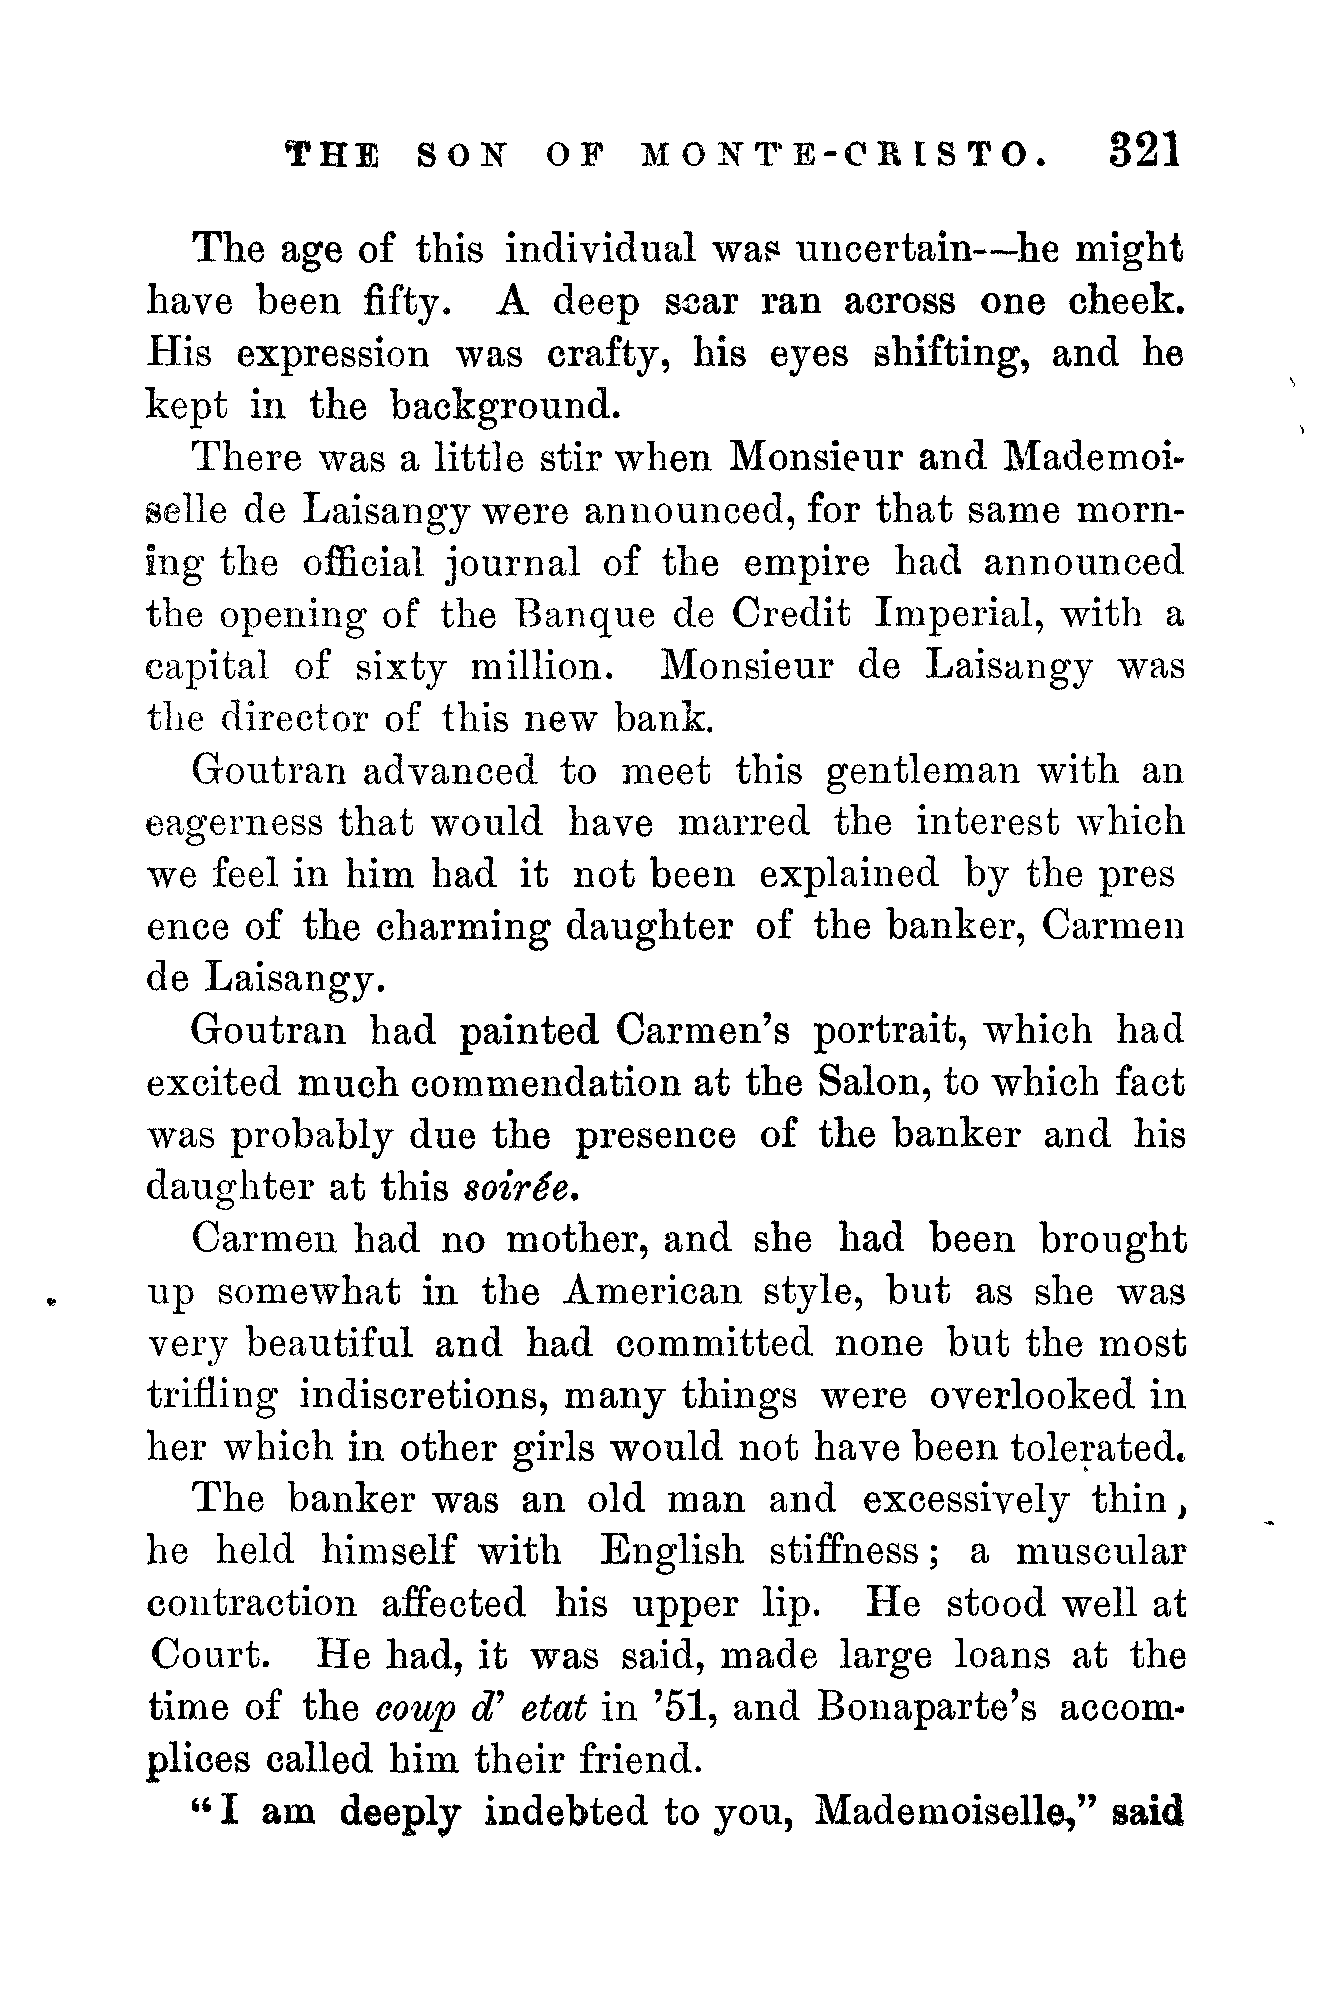 THE SON OF MONTE-CRISTO. 321
The age of this individual was uncertain--—he might
have been fifty. A deep scar ran across one cheek.
His expression was crafty, his eyes shifting, and he
kept in the background.
There was a little stir when Monsieur and Mademoi-
selle de Laisangy were announced, for that same morn-
ing the official journal of the empire had announced
the opening of the Banque de Credit Imperial, with a
capital of sixty million. Monsieur de Laisangy was
the director of this new bank.
Goutran advanced to meet this gentleman with an
eagerness that would have marred the interest which
we feel in him had it not been explained by the pres
ence of the charming daughter of the banker, Carmen
de Laisangy.
Goutran had painted Carmen's portrait, which had
excited much commendation at the Salon, to which fact
was probably due the presence of the banker and his
daughter at this soirée.
Carmen had no mother, and she had been brought
up somewhat in the American style, but as she was
very beautiful and had committed none but the most
trifling indiscretions, many things were overlooked in
her which in other girls would not have been tolerated.
The banker was an old man and excessively thin,
he held himself with English stiffness; a muscular
contraction affected his upper lip. He stood well at
Court. He had, it was said, made large loans at the
time of the coup d' etat in '51, and Bonaparte's accom-
plices called him their friend.
"I am deeply indebted to you, Mademoiselle," said